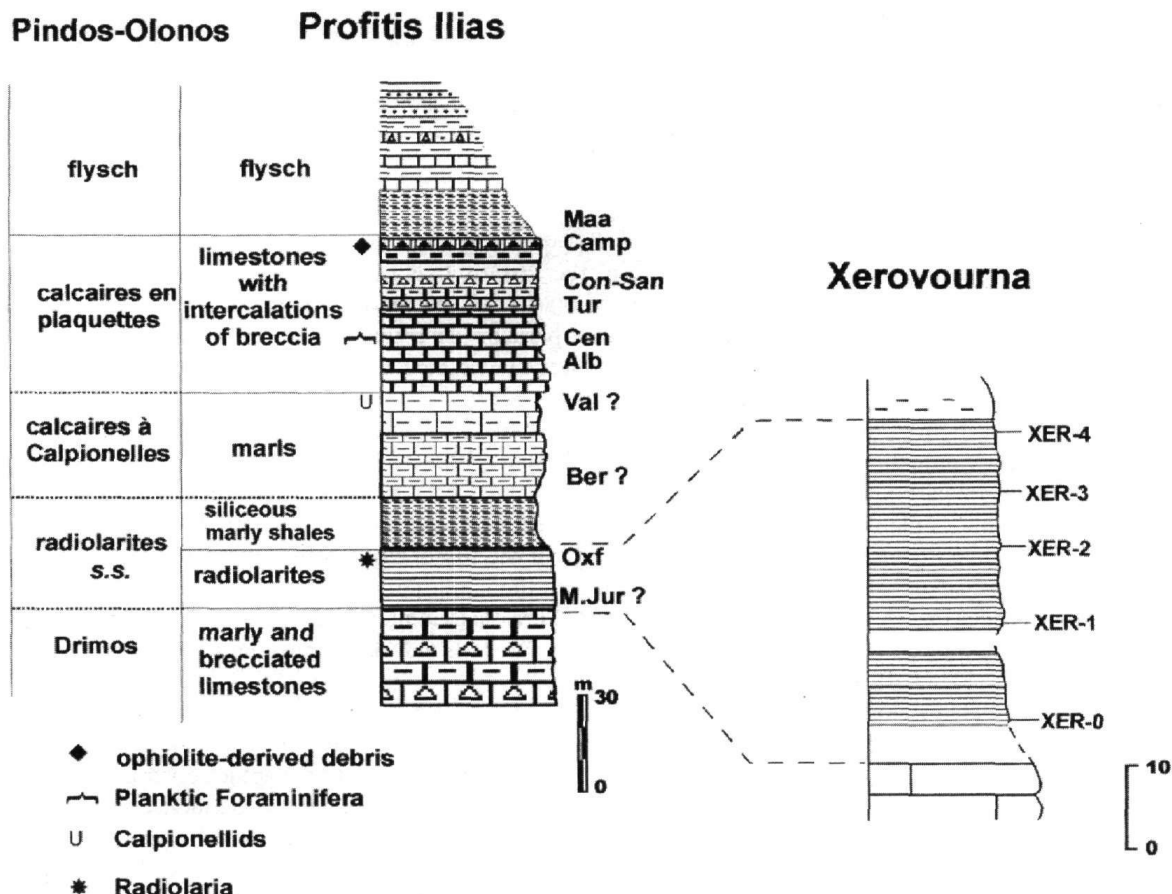 Pindos-Olonos
Profitis Ilias
flysch
flysch
calcaires en
plaquettes
limestones
with
intercalations
of breccia
calcaires à
Calpionelles
marls
radiolarites
s.s.
siliceous
marly shales
radiolarites
Drimos
marly and
brecciated
limestones
U
Maa
Camp
Con-San
Tur
Cen
Alb
Val ?
Ber ?
Oxf
M.Jur ?
m
30
0
Xerovourna
XER-4
XER-3
XER-2
XER-1
XER-0
10
0
ophiolite-derived debris
Planktic Foraminifera
U Calpionellids
Radiolaria